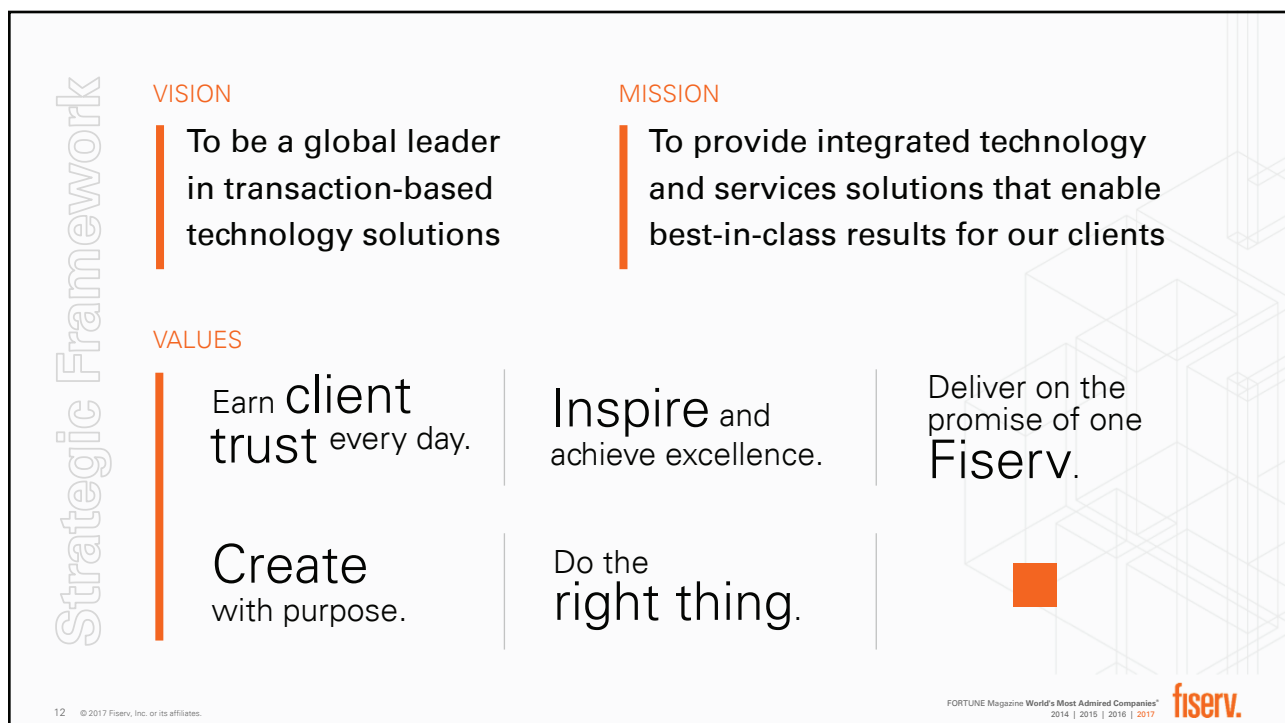 Strategic Framework
VISION
To be a global leader
in transaction-based
technology solutions
MISSION
To provide integrated technology
and services solutions that enable
best-in-class results for our clients
VALUES
Earn client
trust every day.
Inspire and
achieve excellence.
Deliver on the
promise of one
Fiserv.
Create
with purpose.
Do the
right thing.
12 © 2017 Fiserv, Inc. or its affiliates.
FORTUNE Magazine World's Most Admired Companies®
2014 | 2015 | 2016 | 2017
fiserv.